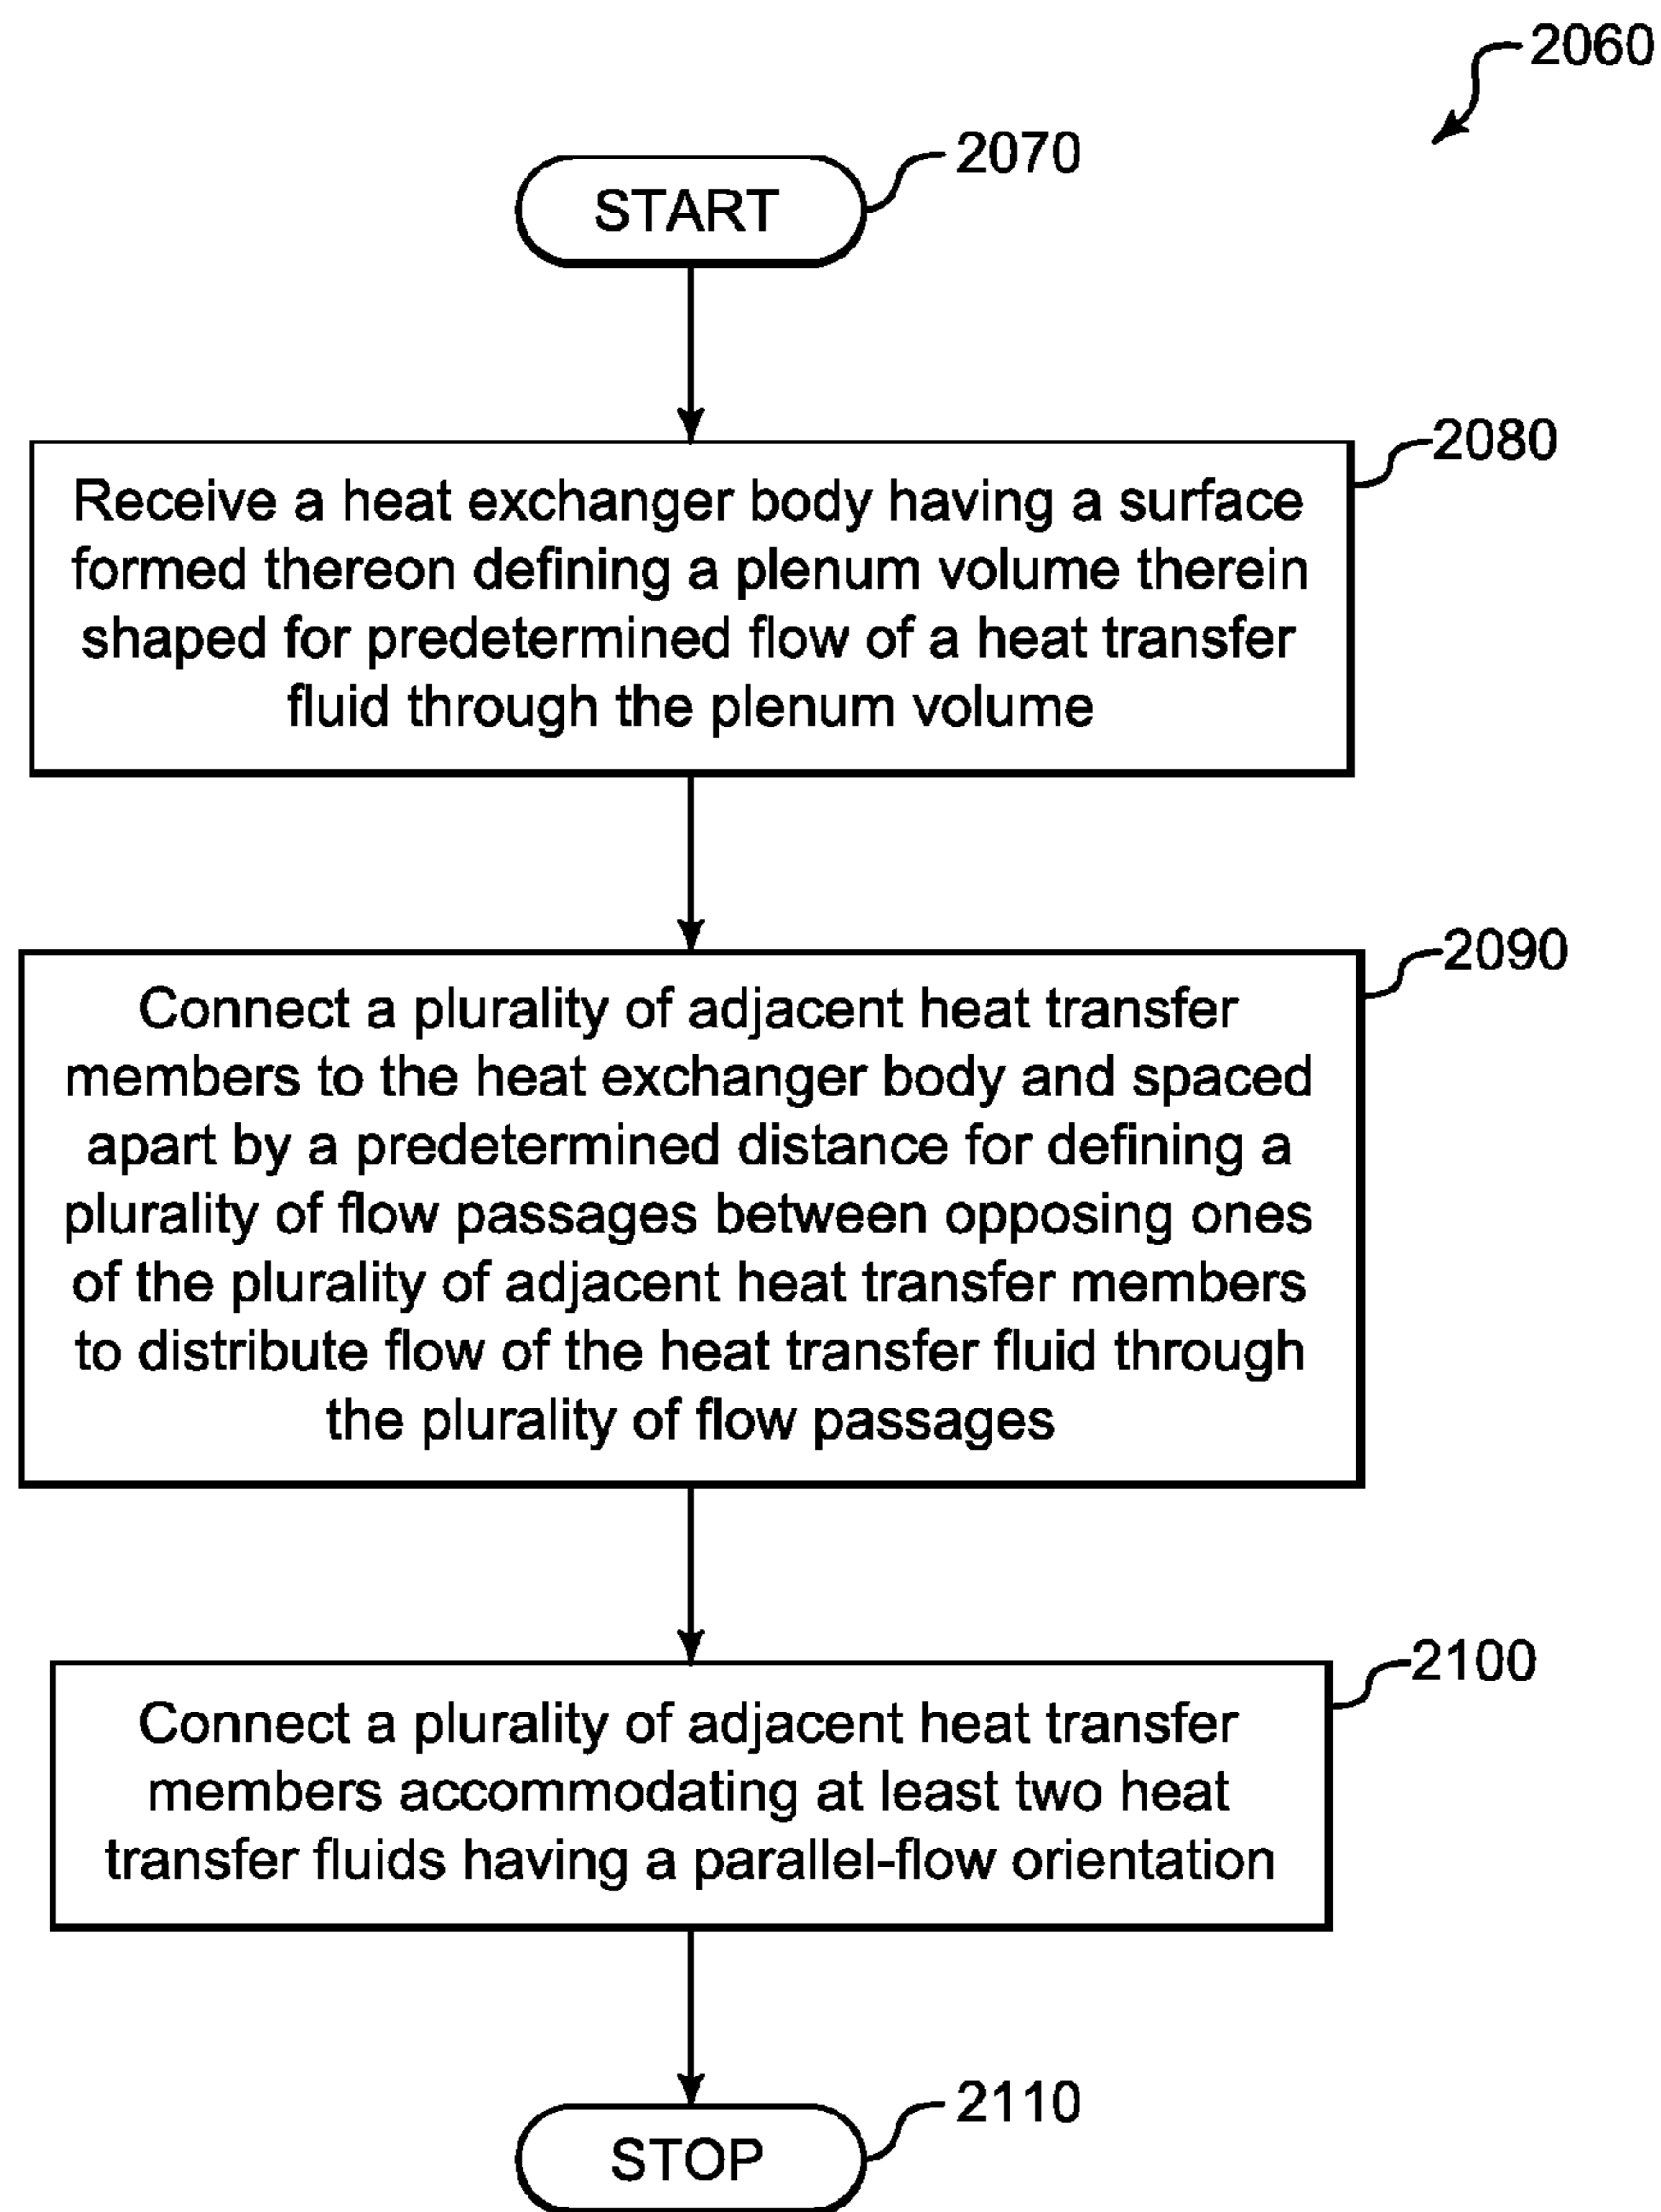 2060
2070
START
2080
Receive a heat exchanger body having a surface
formed thereon defining a plenum volume therein
shaped for predetermined flow of a heat transfer
fluid through the plenum volume
2090
Connect a plurality of adjacent heat transfer
members to the heat exchanger body and spaced
apart by a predetermined distance for defining a
plurality of flow passages between opposing ones
of the plurality of adjacent heat transfer members
to distribute flow of the heat transfer fluid through
the plurality of flow passages
2100
Connect a plurality of adjacent heat transfer
members accommodating at least two heat
transfer fluids having a parallel-flow orientation
2110
STOP